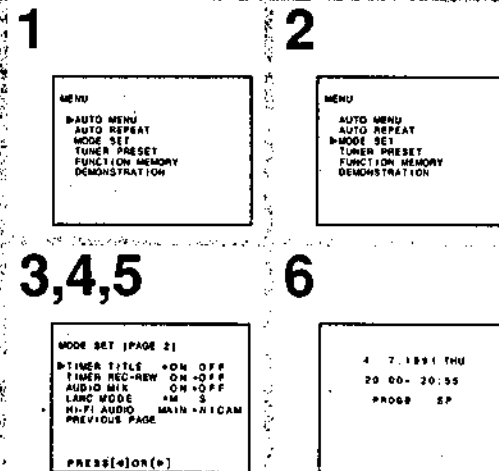 1
MENU
▶AUTO MENU
AUTO REPEAT
MODE SET
TUNER PRESET
FUNCTION MEMORY
DEMONSTRATION
2
MENU
AUTO MENU
AUTO REPEAT
▶MODE SET
TUNER PRESET
FUNCTION MEMORY
DEMONSTRATION
3,4,5
MODE SET [PAGE 2]
▶TIMER TITLE •ON OFF
TIMER REC-REW ON •OFF
AUDIO MIX ON •OFF
LANC MODE •M S
HI-FI AUDIO MAIN •NICAM
PREVIOUS PAGE
PRESS[◀]OR[▶]
6
4 7.1991 THU
20 00- 20:55
PROG8 SP